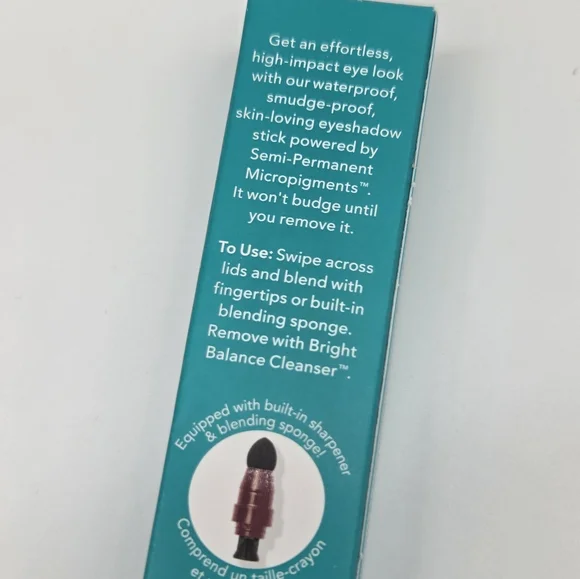 Get an effortless,
high-impact eye look
with our waterproof,
smudge-proof,
skin-loving eyeshadow
stick powered by
Semi-Permanent
Micropigments™.
It won't budge until
you remove it.
To Use: Swipe across
lids and blend with
fingertips or built-in
blending sponge.
Remove with Bright
Balance Cleanser™.
Equipped with built-in sharpener
& blending sponge!
Comprend un taille-crayon
et